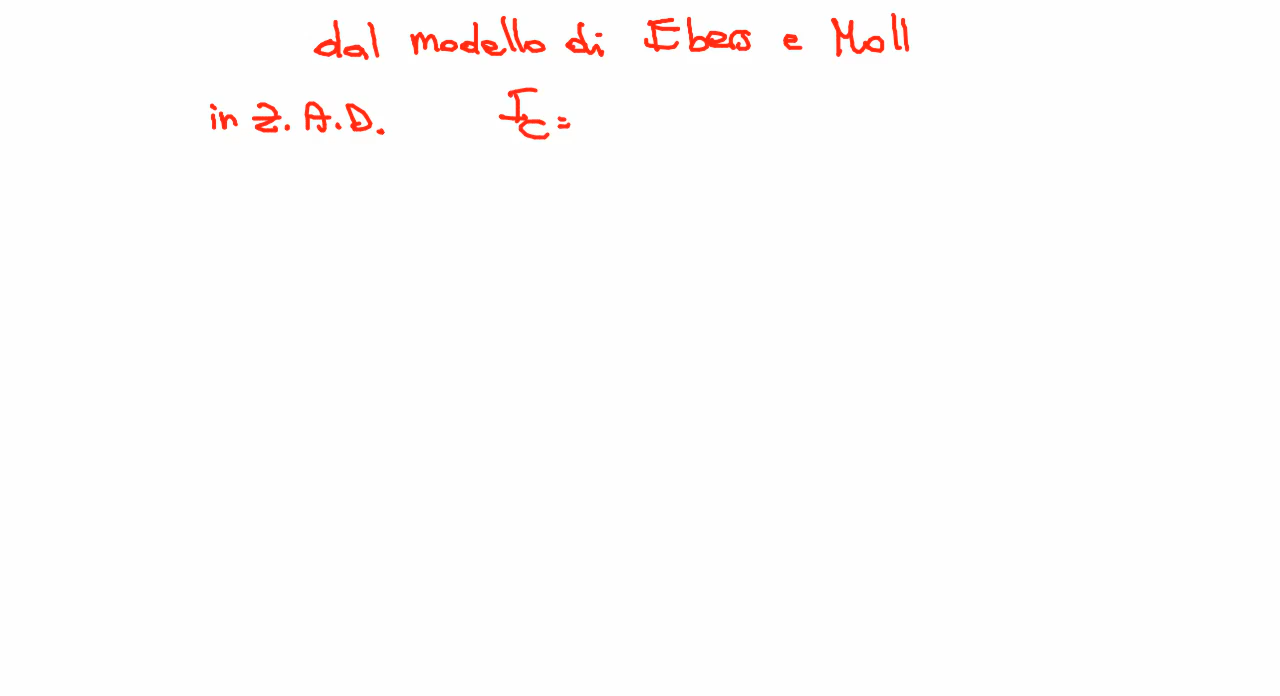 dal modello di Ebers e Moll
in Z.A.D. I_C =